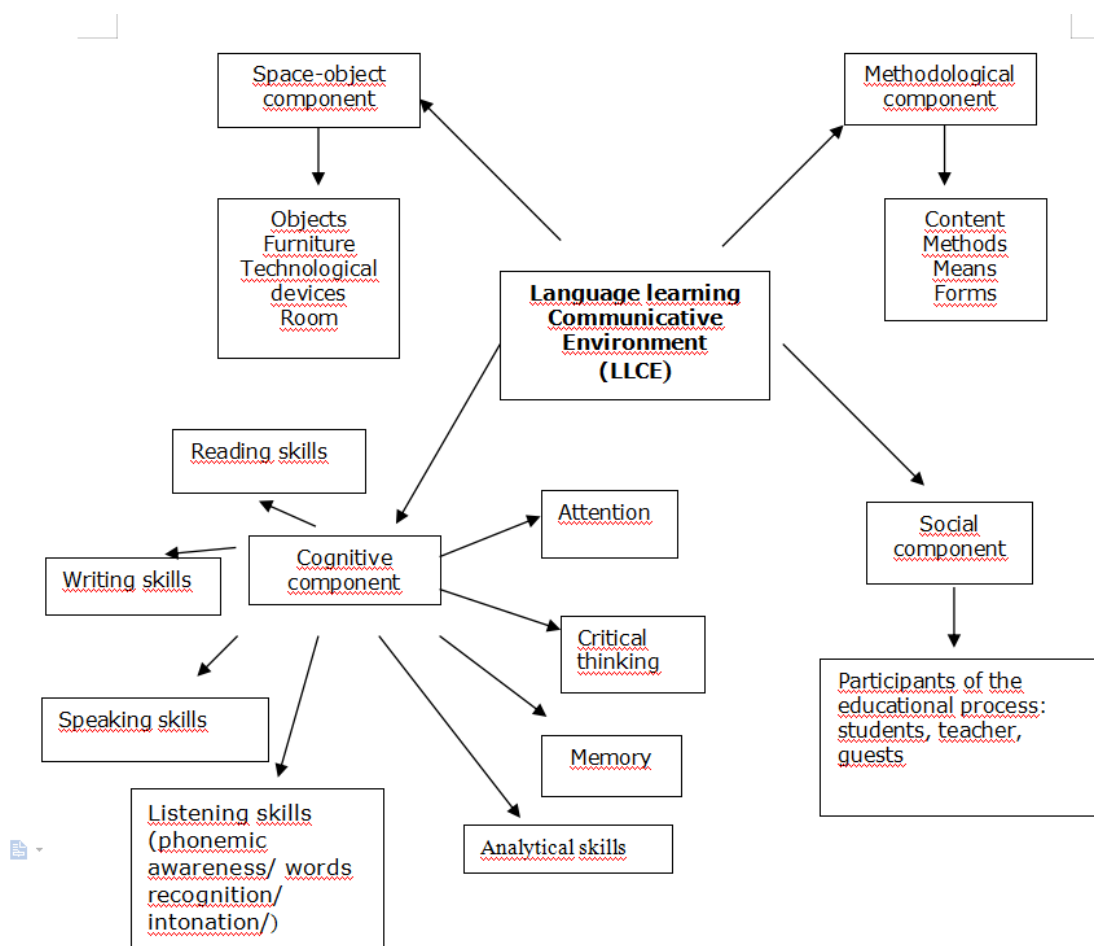 Space-object
component
Methodological
component
Objects
Furniture
Technological
devices
Room
Content
Methods
Means
Forms
Language learning
Communicative
Environment
(LLCE)
Reading skills
Attention
Social
component
Cognitive
component
Writing skills
Critical
thinking
Participants of the
educational process:
students, teacher,
guests
Speaking skills
Memory
Listening skills
(phonemic
awareness/ words
recognition/
intonation/)
Analytical skills